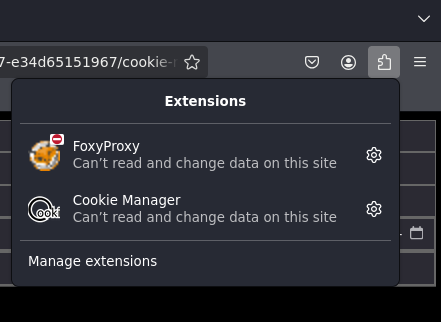 7-e34d65151967/cookie-
Extensions
FoxyProxy
Can't read and change data on this site
Cookie Manager
Can't read and change data on this site
Manage extensions